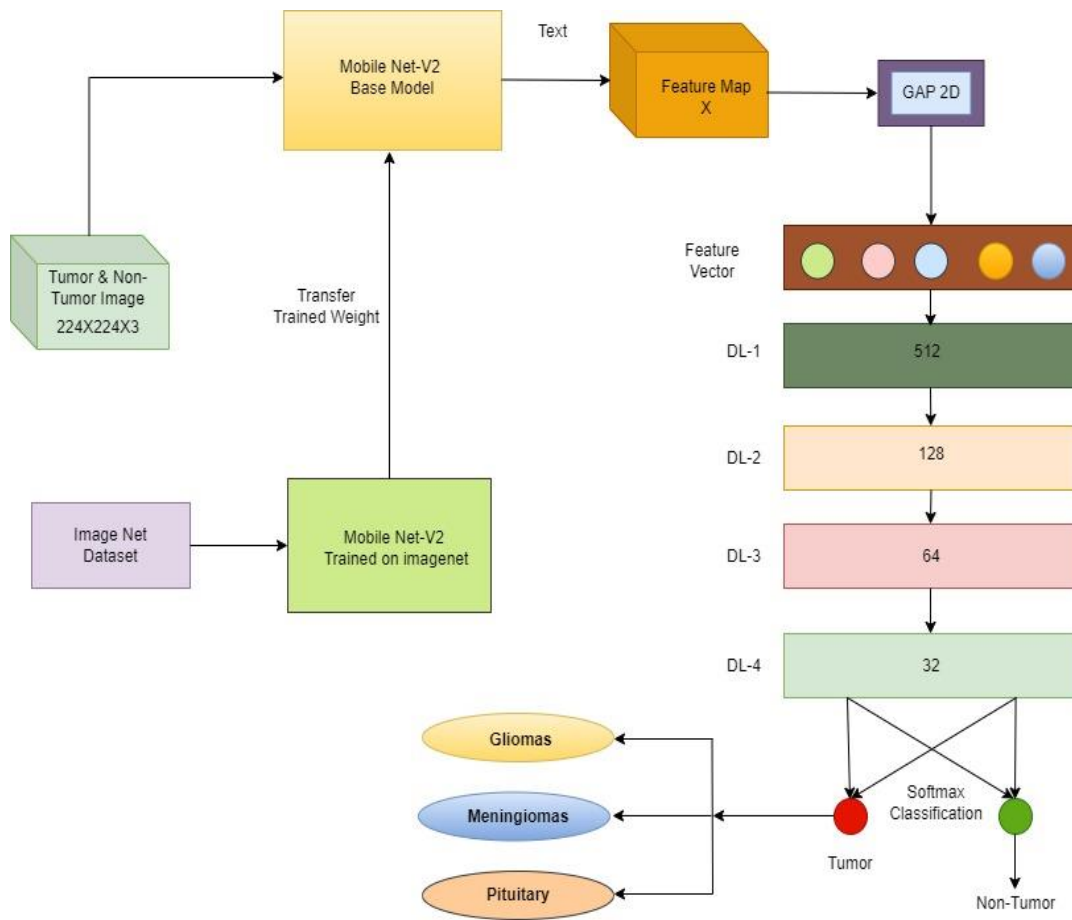 Text
Mobile Net-V2
Base Model
Feature Map
X
GAP 2D
Tumor & Non-
Tumor Image
224X224X3
Transfer
Trained Weight
Feature
Vector
DL-1
512
DL-2
128
Image Net
Dataset
Mobile Net-V2
Trained on imagenet
DL-3
64
DL-4
32
Gliomas
Meningiomas
Pituitary
Softmax
Classification
Tumor
Non-Tumor